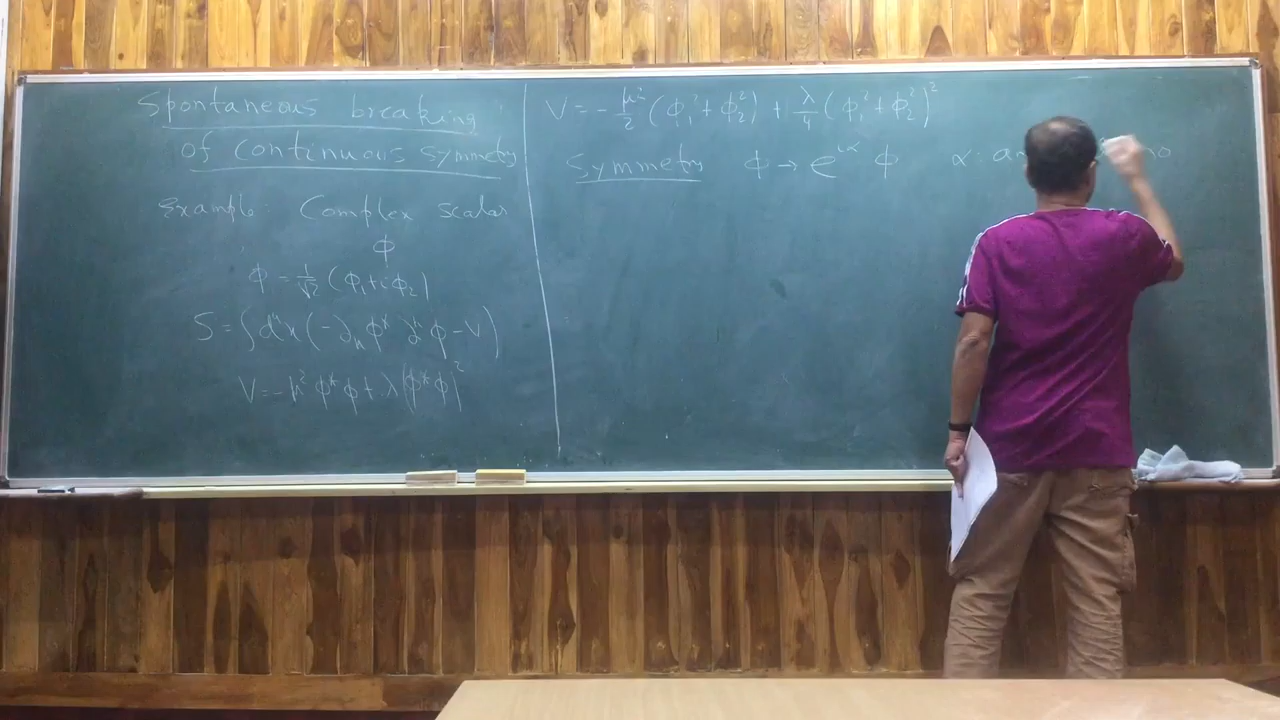 Spontaneous breaking
of continuous symmetry
Example: Complex scalar
ϕ
ϕ = 1/√2 (ϕ₁+iϕ₂)
S = ∫d⁴x (-∂_μ ϕ* ∂^μ ϕ - V)
V = -μ² ϕ*ϕ + λ(ϕ*ϕ)²
V = - μ²/2 (ϕ₁²+ϕ₂²) + λ/4 (ϕ₁²+ϕ₂²)²
Symmetry ϕ → e^{iα} ϕ α: no